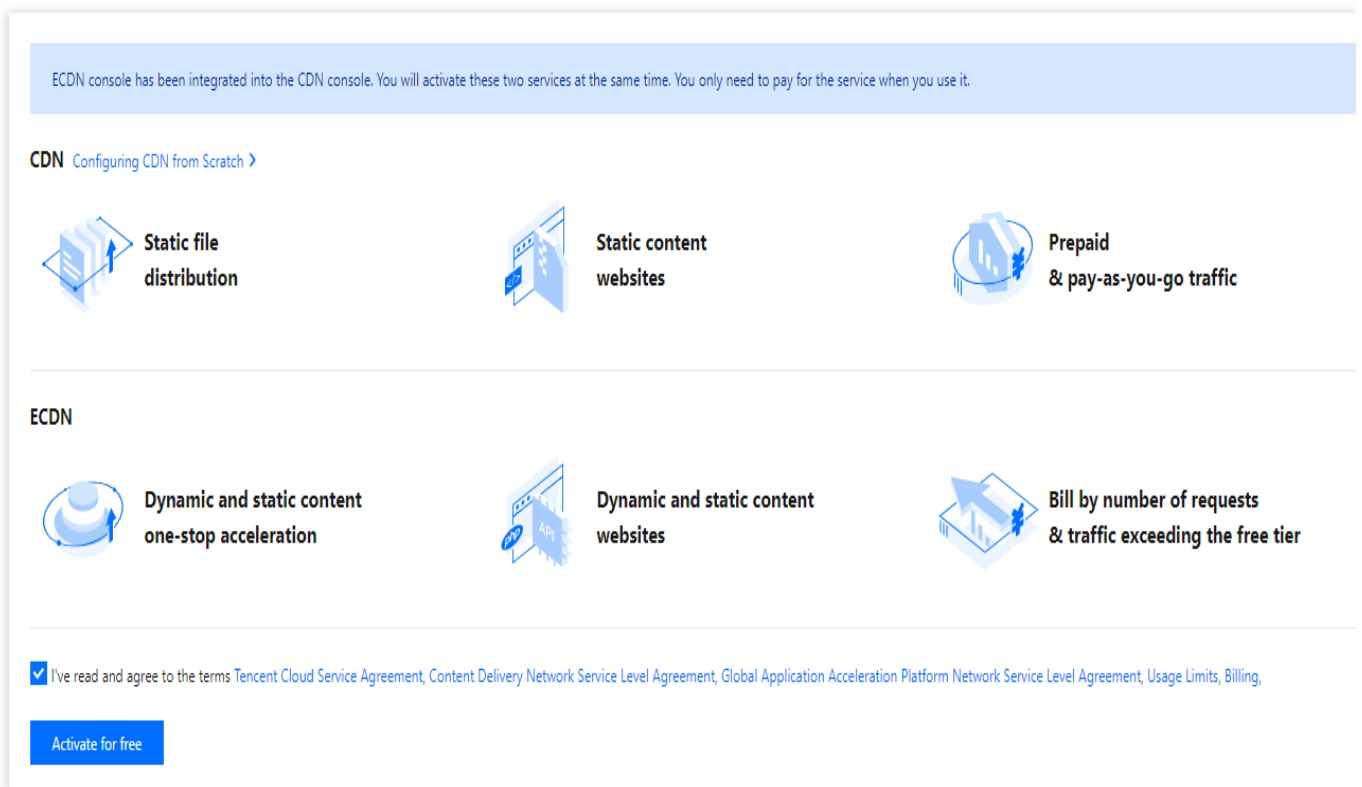 ECDN console has been integrated into the CDN console. You will activate these two services at the same time. You only need to pay for the service when you use it.
CDN Configuring CDN from Scratch >
Static file
distribution
</>
Static content
websites
Prepaid
& pay-as-you-go traffic
ECDN
Dynamic and static content
one-stop acceleration
php
API
Dynamic and static content
websites
Bill by number of requests
& traffic exceeding the free tier
I've read and agree to the terms Tencent Cloud Service Agreement, Content Delivery Network Service Level Agreement, Global Application Acceleration Platform Network Service Level Agreement, Usage Limits, Billing,
Activate for free